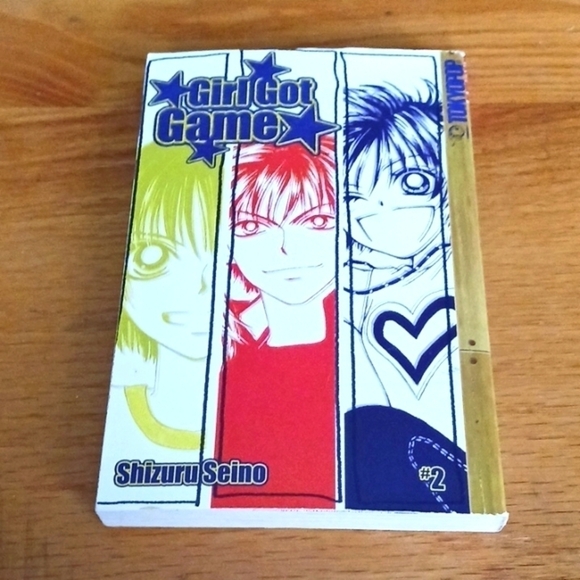 Girl Got
Game
TOKYOPOP
Shizuru Seino
#2